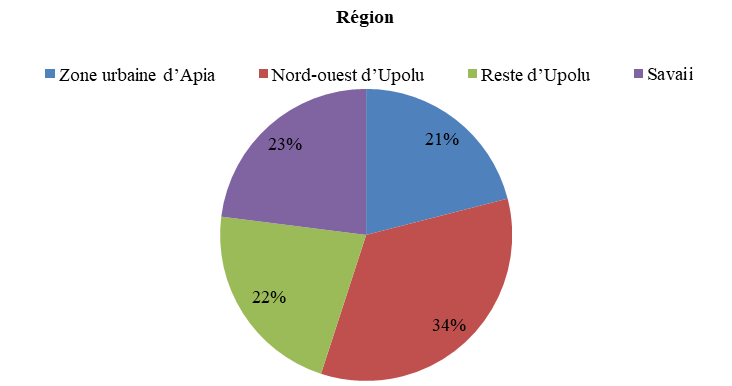 Région
Zone urbaine d’Apia Nord-ouest d’Upolu Reste d’Upolu Savaii
23% 21%
22%
34%